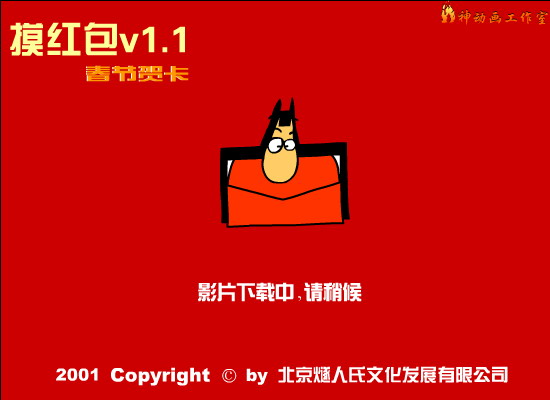 神动画工作室
摸红包v1.1
春节贺卡
影片下载中,请稍候
2001 Copyright © by 北京燧人氏文化发展有限公司